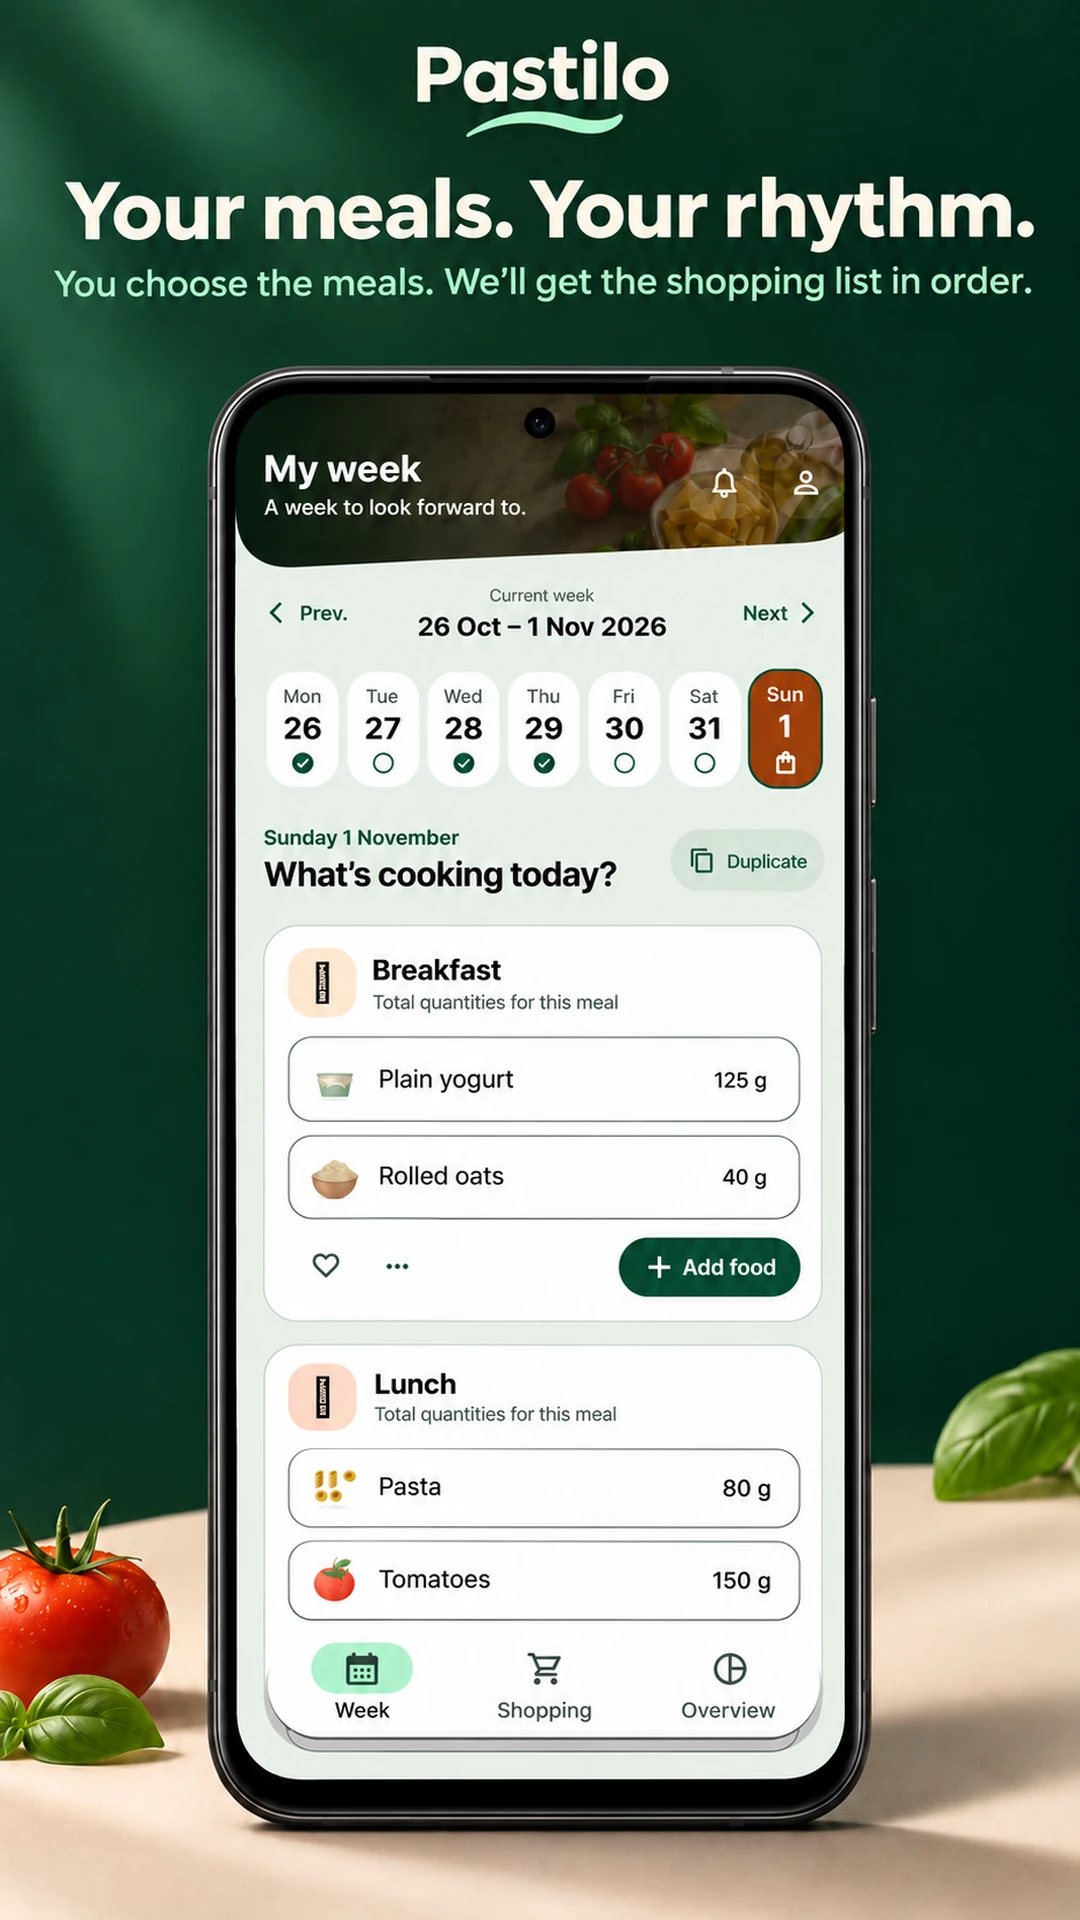 Pastilo
Your meals. Your rhythm.
You choose the meals. We'll get the shopping list in order.
My week
A week to look forward to.
Current week
Prev.
26 Oct – 1 Nov 2026
Next
Mon Tue Wed Thu Fri Sat Sun
26 27 28 29 30 31 1
Sunday 1 November
What's cooking today?
Duplicate
Breakfast
Total quantities for this meal
Plain yogurt 125 g
Rolled oats 40 g
Add food
Lunch
Total quantities for this meal
Pasta 80 g
Tomatoes 150 g
Week Shopping Overview